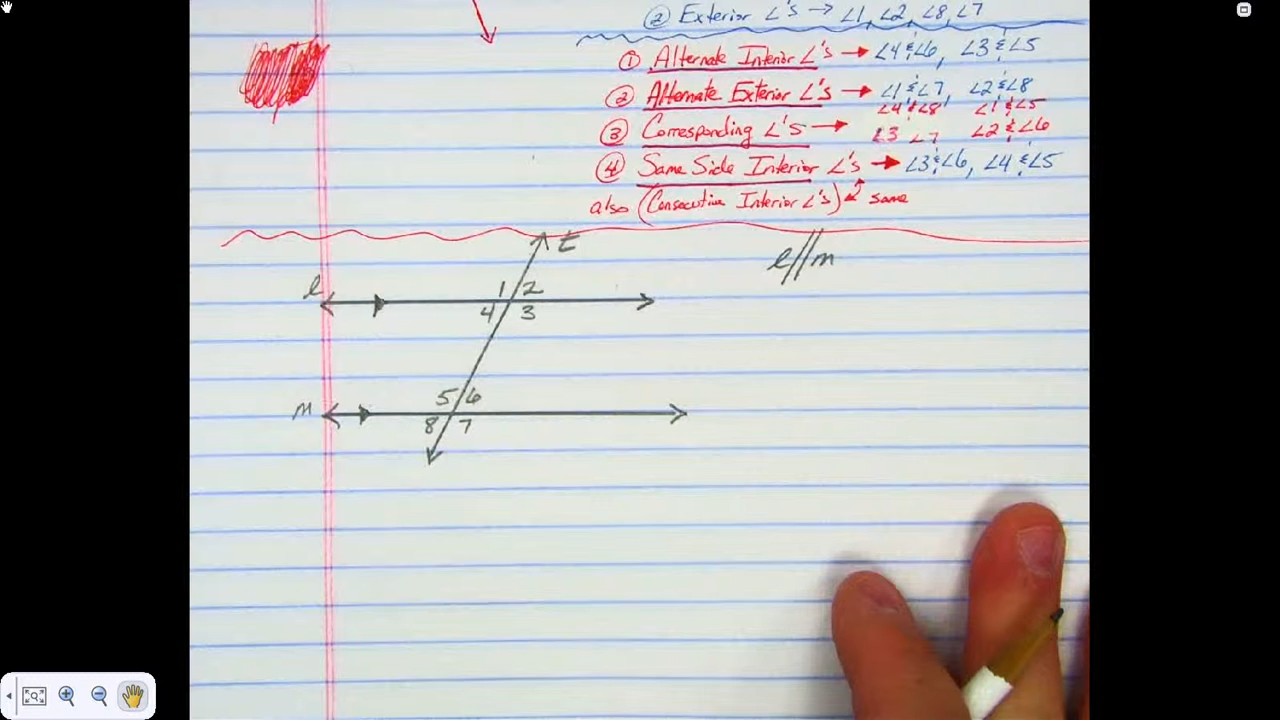 ② Exterior ∠'s → ∠1, ∠2, ∠8, ∠7
① Alternate Interior ∠'s → ∠4 & ∠6, ∠3 & ∠5
② Alternate Exterior ∠'s → ∠1 & ∠7, ∠2 & ∠8
∠4 & ∠8 ∠1 & ∠5
③ Corresponding ∠'s →
∠3 ∠7 ∠2 & ∠6
④ Same Side Interior ∠'s → ∠3 & ∠6, ∠4 & ∠5
also (Consecutive Interior ∠'s) same
t
l//m
l 1 2
4 3
5 6
m
8 7